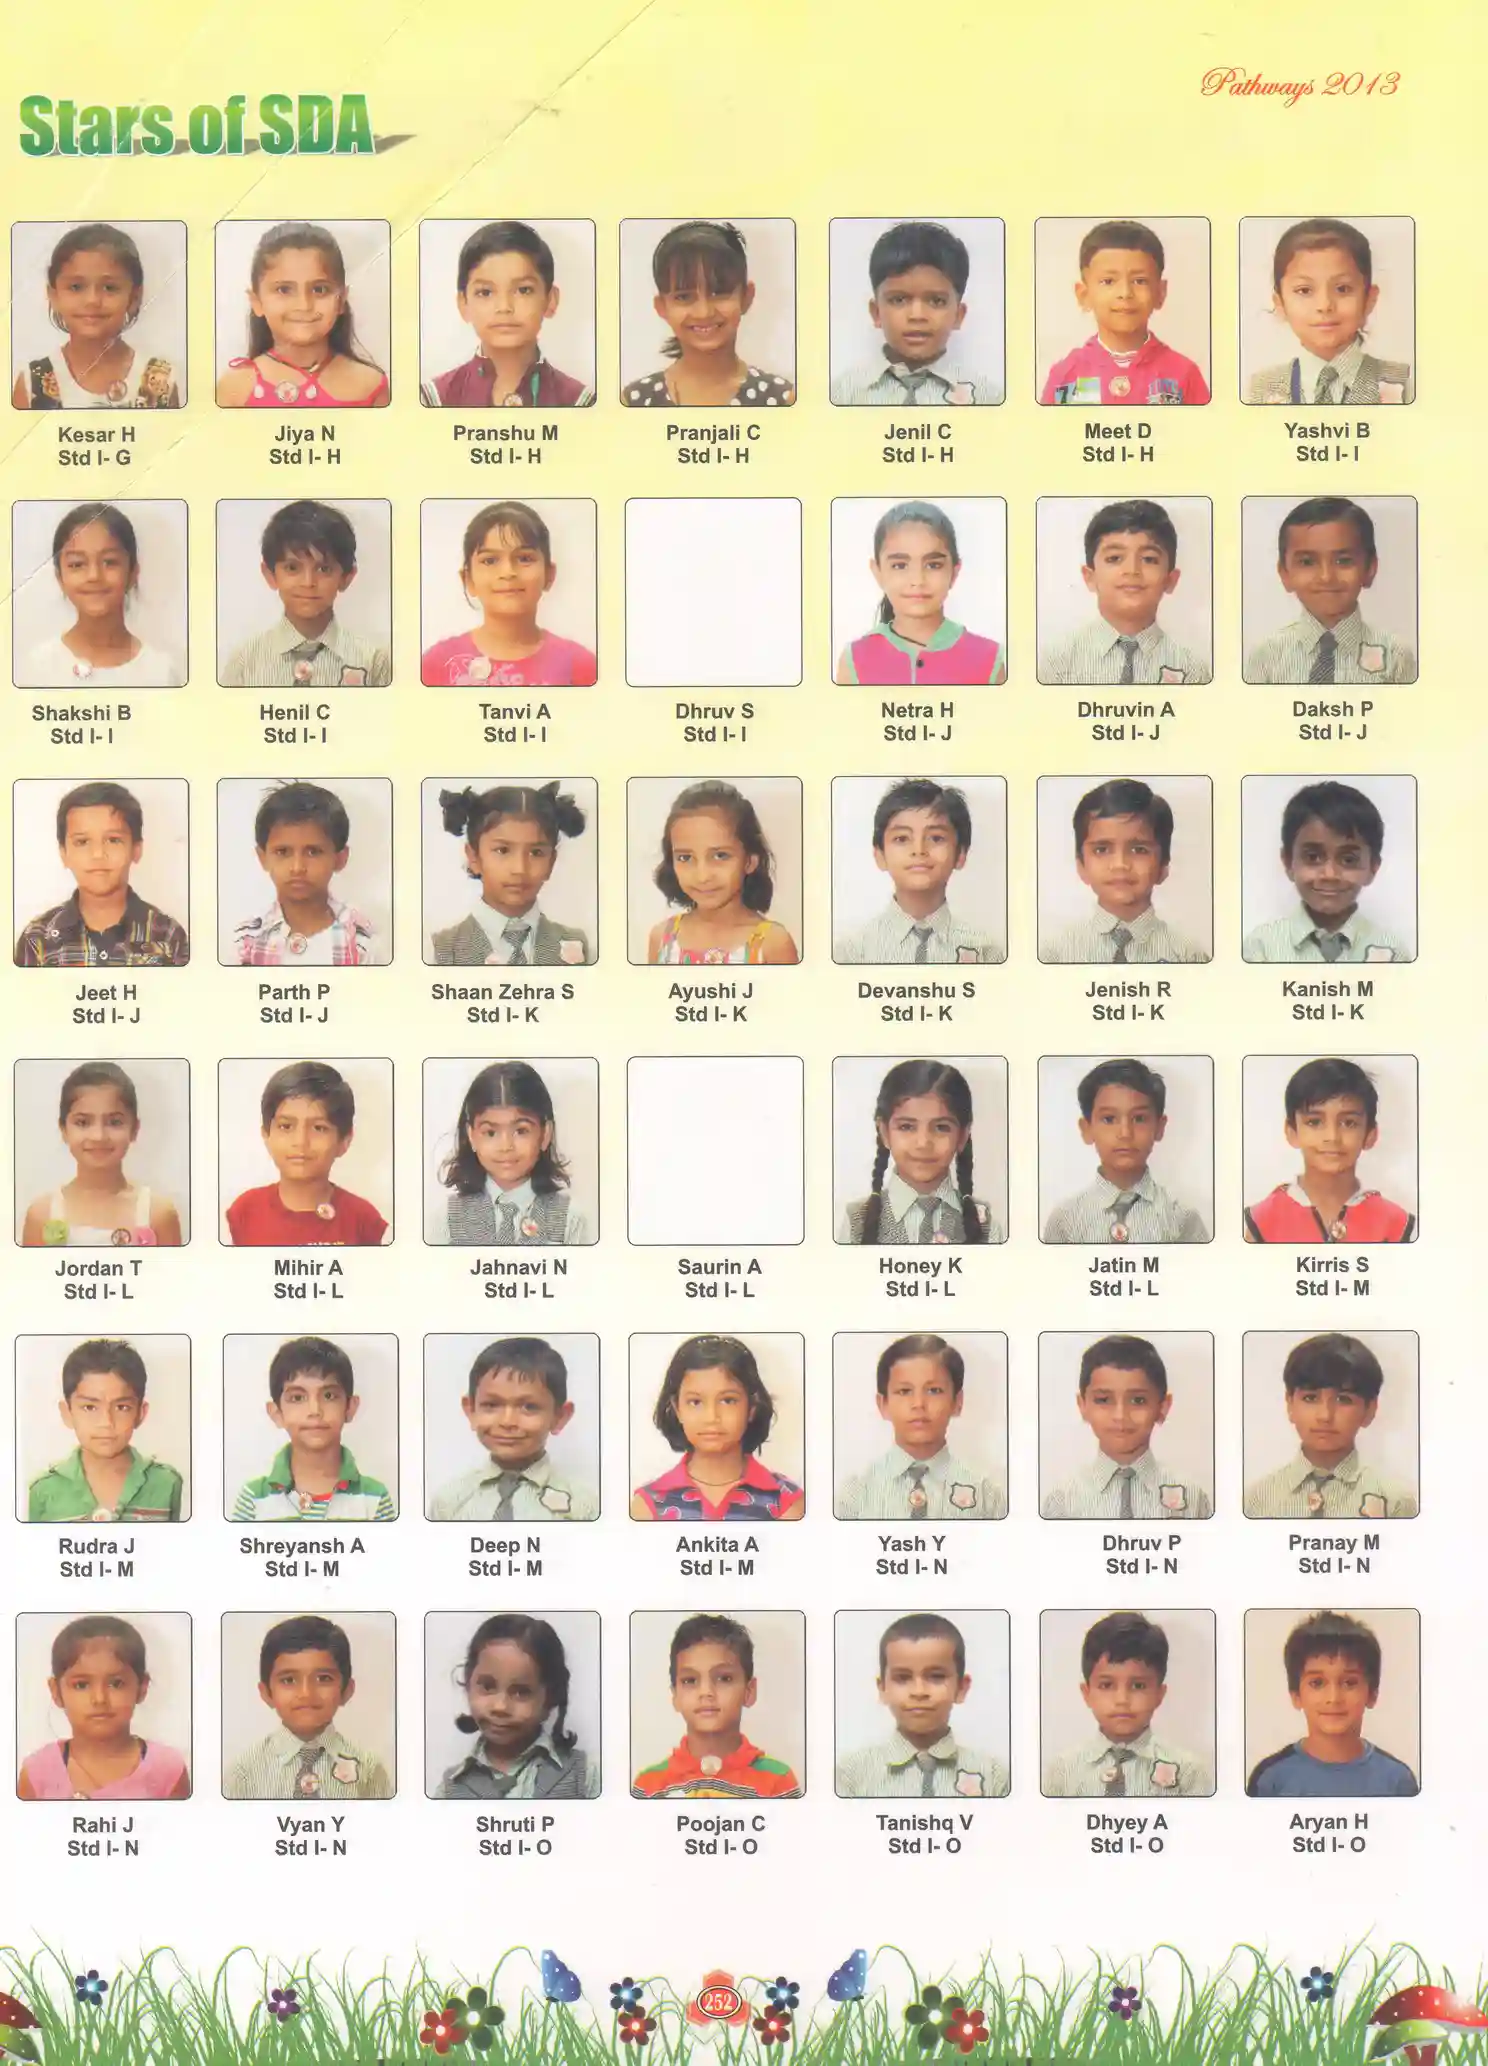 Pathways 2013
Stars of SDA
Kesar H
Std I- G
Jiya N
Std I- H
Pranshu M
Std I- H
Pranjali C
Std I- H
Jenil C
Std I- H
Meet D
Std I- H
Yashvi B
Std I- I
Shakshi B
Std I- I
Henil C
Std I- I
Tanvi A
Std I- I
Dhruv S
Std I- I
Netra H
Std I- J
Dhruvin A
Std I- J
Daksh P
Std I- J
Jeet H
Std I- J
Parth P
Std I- J
Shaan Zehra S
Std I- K
Ayushi J
Std I- K
Devanshu S
Std I- K
Jenish R
Std I- K
Kanish M
Std I- K
Jordan T
Std I- L
Mihir A
Std I- L
Jahnavi N
Std I- L
Saurin A
Std I- L
Honey K
Std I- L
Jatin M
Std I- L
Kirris S
Std I- M
Rudra J
Std I- M
Shreyansh A
Std I- M
Deep N
Std I- M
Ankita A
Std I- M
Yash Y
Std I- N
Dhruv P
Std I- N
Pranay M
Std I- N
Rahi J
Std I- N
Vyan Y
Std I- N
Shruti P
Std I- O
Poojan C
Std I- O
Tanishq V
Std I- O
Dhyey A
Std I- O
Aryan H
Std I- O
252